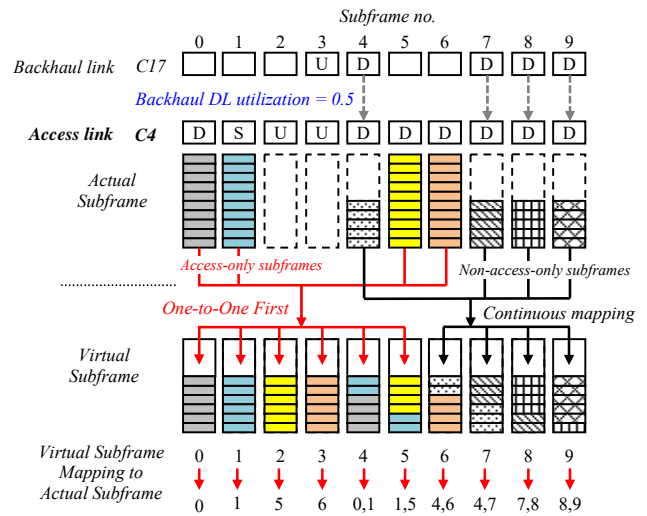 Subframe no.
0 1 2 3 4 5 6 7 8 9
Backhaul link C17 U D D D D
Backhaul DL utilization = 0.5
Access link C4 D S U U D D D D D D
Actual
Subframe
Access-only subframes
Non-access-only subframes
One-to-One First
Continuous mapping
Virtual
Subframe
Virtual Subframe 0 1 2 3 4 5 6 7 8 9
Mapping to
Actual Subframe 0 1 5 6 0,1 1,5 4,6 4,7 7,8 8,9